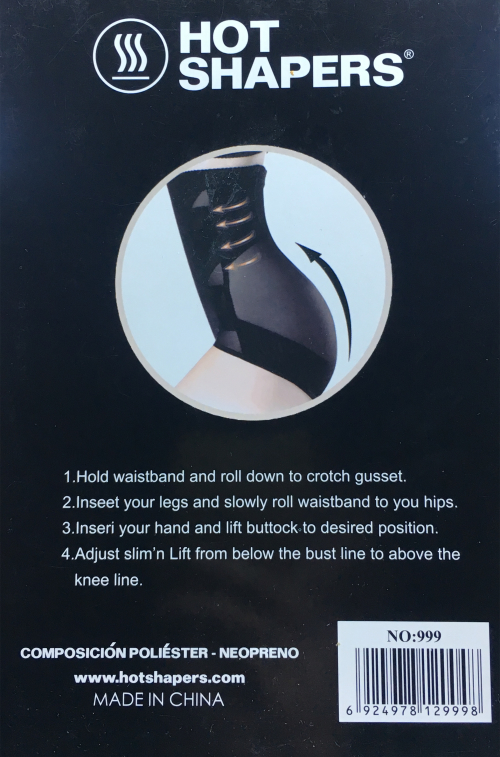 HOT
SHAPERS®
1.Hold waistband and roll down to crotch gusset.
2.Inseet your legs and slowly roll waistband to you hips.
3.Inseri your hand and lift buttock to desired position.
4.Adjust slim'n Lift from below the bust line to above the
knee line.
COMPOSICIÓN POLIÉSTER - NEOPRENO
www.hotshapers.com
MADE IN CHINA
NO:999
6 924978 129998